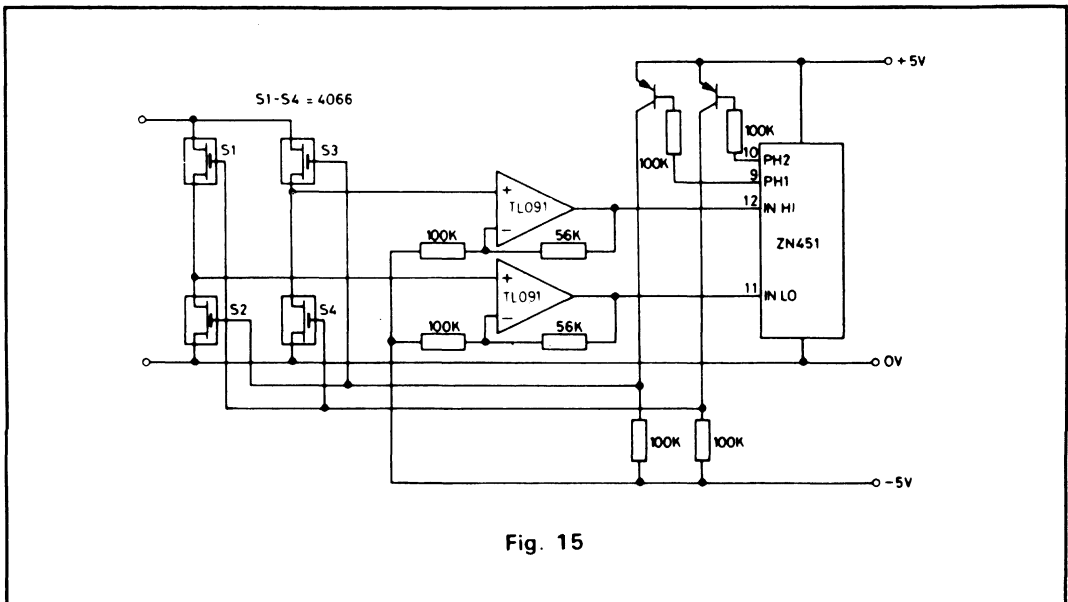 +5V
S1-S4 = 4066
S1
S3
100K
100K
10 PH2
9 PH1
12 IN HI
ZN451
+
TL091
-
100K
56K
+
TL091
-
11 IN LO
S2
S4
100K
56K
0V
100K
100K
-5V
Fig. 15